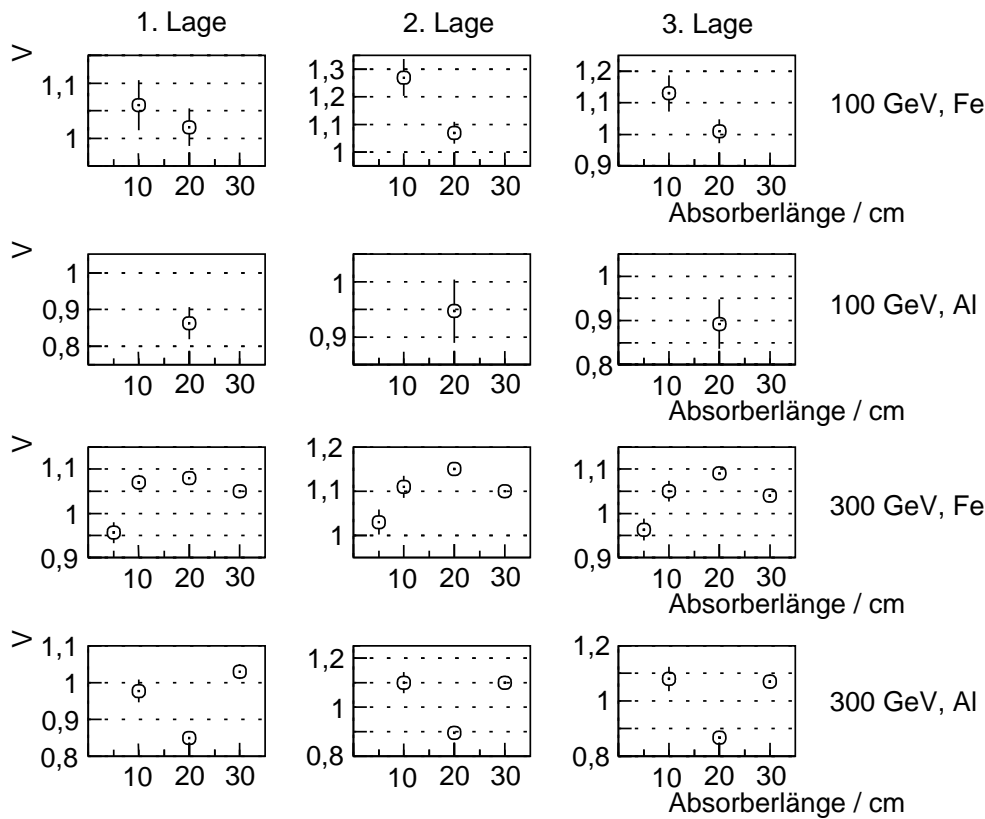 1. Lage 2. Lage 3. Lage
V 1,1 1 10 20 30
1,3 1,2 1,1 1 10 20 30
1,2 1,1 1 0,9 10 20 30
100 GeV, Fe
Absorberlänge / cm
V 1 0,9 0,8 10 20 30
1 0,9 10 20 30
1 0,9 0,8 10 20 30
100 GeV, Al
Absorberlänge / cm
V 1,1 1 0,9 10 20 30
1,2 1,1 1 10 20 30
1,1 1 0,9 10 20 30
300 GeV, Fe
Absorberlänge / cm
V 1,1 1 0,9 0,8 10 20 30
1,2 1 0,8 10 20 30
1,2 1 0,8 10 20 30
300 GeV, Al
Absorberlänge / cm